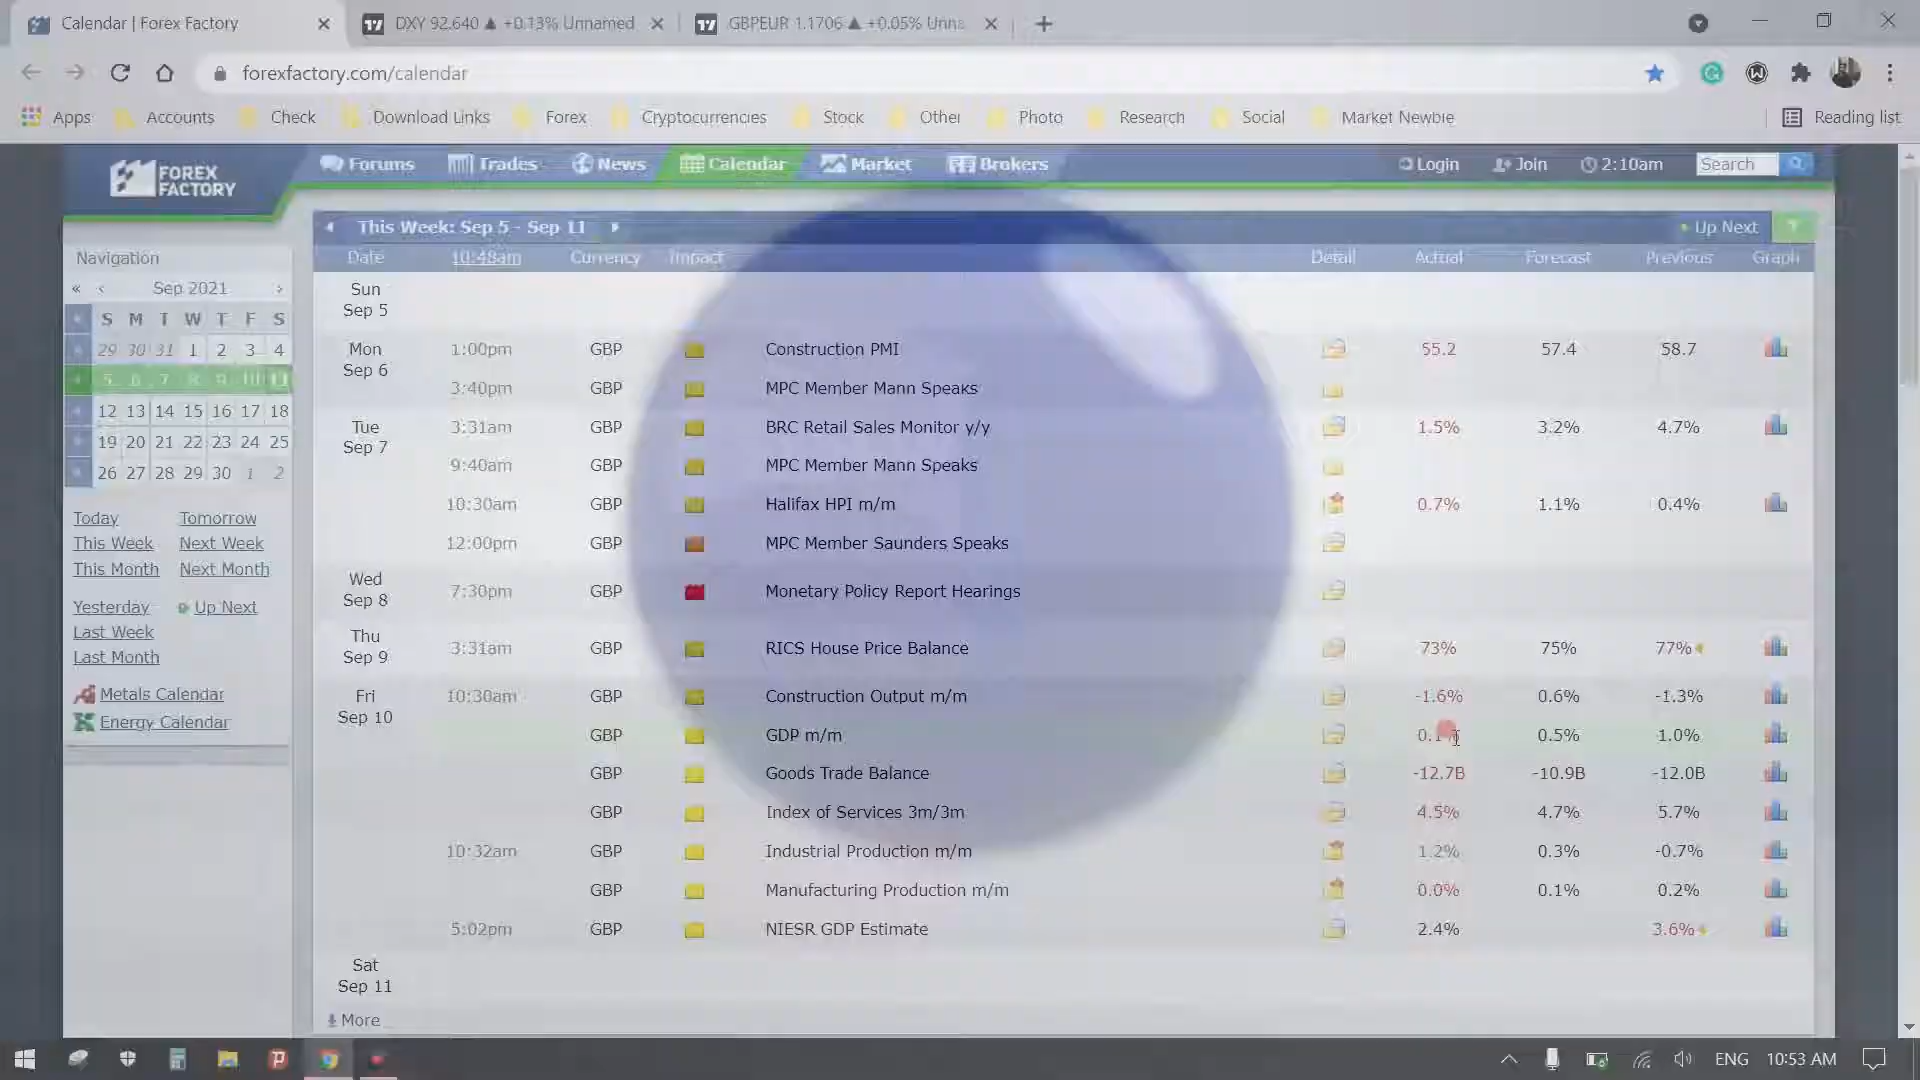 Calendar | Forex Factory
DXY 92.640 ▲ +0.13% Unnamed
GBPEUR 1.1706 ▲ +0.05% Unna
forexfactory.com/calendar
Apps Accounts Check Download Links Forex Cryptocurrencies Stock Other Photo Research Social Market Newbie Reading list
FOREX FACTORY
Forums Trades News Calendar Market Brokers Login Join 2:10am Search
This Week: Sep 5 - Sep 11 Up Next
Date 10:48am Currency Impact Detail Actual Forecast Previous Graph
Navigation
« ‹ Sep 2021 ›
S M T W T F S
29 30 31 1 2 3 4
5 6 7 8 9 10 11
12 13 14 15 16 17 18
19 20 21 22 23 24 25
26 27 28 29 30 1 2
Today Tomorrow
This Week Next Week
This Month Next Month
Yesterday Up Next
Last Week
Last Month
Metals Calendar
Energy Calendar
Sun Sep 5
Mon Sep 6 1:00pm GBP Construction PMI 55.2 57.4 58.7
3:40pm GBP MPC Member Mann Speaks
Tue Sep 7 3:31am GBP BRC Retail Sales Monitor y/y 1.5% 3.2% 4.7%
9:40am GBP MPC Member Mann Speaks
10:30am GBP Halifax HPI m/m 0.7% 1.1% 0.4%
12:00pm GBP MPC Member Saunders Speaks
Wed Sep 8 7:30pm GBP Monetary Policy Report Hearings
Thu Sep 9 3:31am GBP RICS House Price Balance 73% 75% 77%
Fri Sep 10 10:30am GBP Construction Output m/m -1.6% 0.6% -1.3%
GBP GDP m/m 0.5% 1.0%
GBP Goods Trade Balance -12.7B -10.9B -12.0B
GBP Index of Services 3m/3m 4.5% 4.7% 5.7%
10:32am GBP Industrial Production m/m 1.2% 0.3% -0.7%
GBP Manufacturing Production m/m 0.0% 0.1% 0.2%
5:02pm GBP NIESR GDP Estimate 2.4% 3.6%
Sat Sep 11
More
ENG 10:53 AM